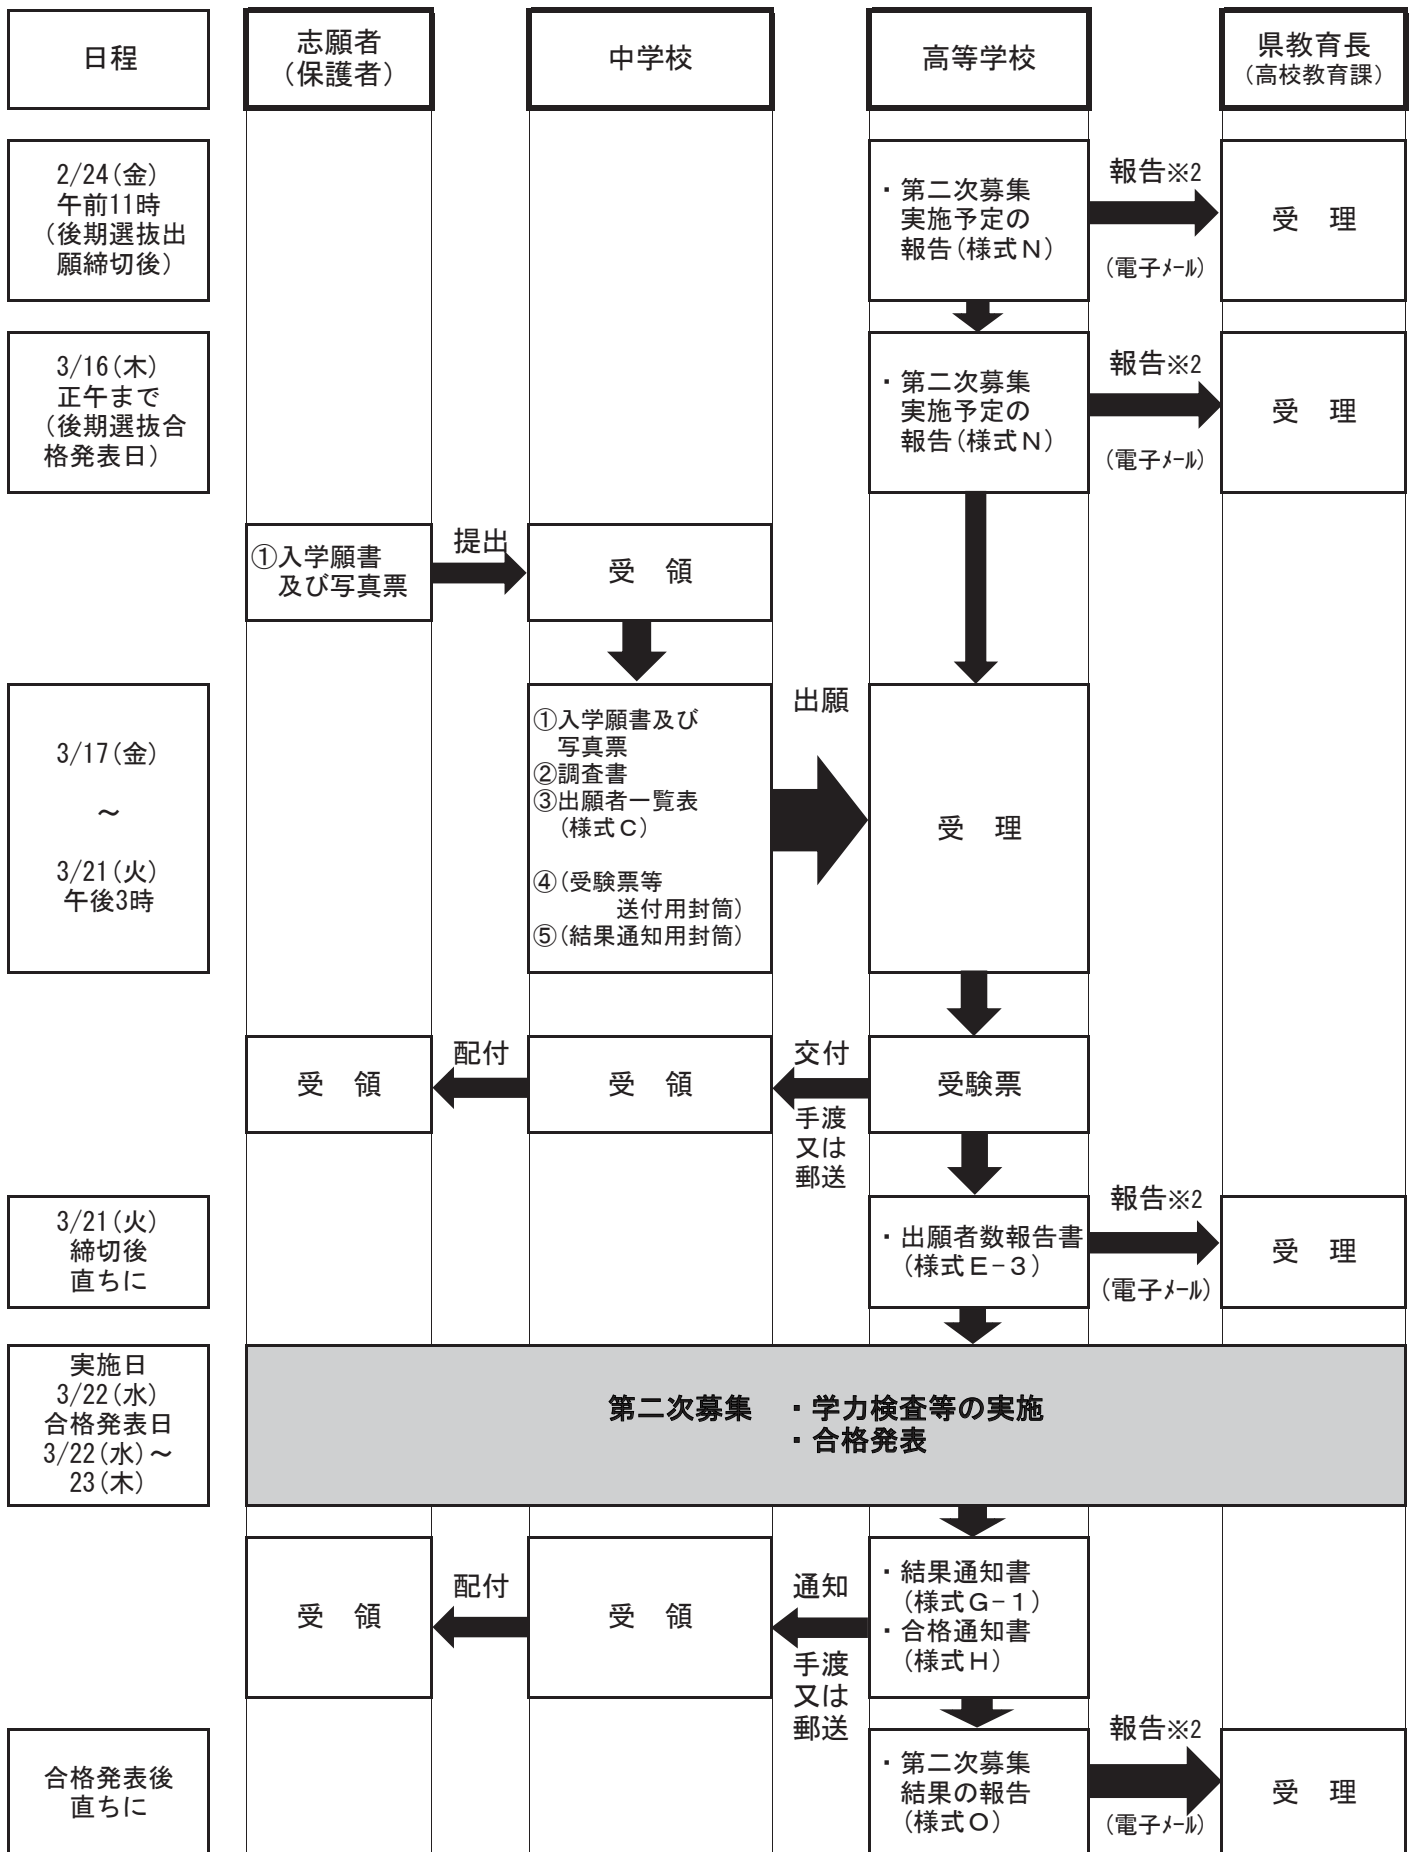 日程
志願者
（保護者）
中学校
高等学校
県教育長
（高校教育課）
2/24（金）
午前11時
（後期選抜出
願締切後）
・第二次募集
実施予定の
報告（様式Ｎ）
報告※2
（電子ﾒｰﾙ）
受　理
3/16（木）
正午まで
（後期選抜合
格発表日）
・第二次募集
実施予定の
報告（様式Ｎ）
報告※2
（電子ﾒｰﾙ）
受　理
①入学願書
及び写真票
提出
受　領
3/17（金）
～
3/21（火）
午後3時
①入学願書及び
写真票
②調査書
③出願者一覧表
（様式Ｃ）
④（受験票等
送付用封筒）
⑤（結果通知用封筒）
出願
受　理
受　領
配付
受　領
交付
手渡
又は
郵送
受験票
3/21（火）
締切後
直ちに
・出願者数報告書
（様式Ｅ−３）
報告※2
（電子ﾒｰﾙ）
受　理
実施日
3/22（水）
合格発表日
3/22（水）～
23（木）
第二次募集　・学力検査等の実施
・合格発表
受　領
配付
受　領
通知
手渡
又は
郵送
・結果通知書
（様式Ｇ−１）
・合格通知書
（様式Ｈ）
合格発表後
直ちに
・第二次募集
結果の報告
（様式Ｏ）
報告※2
（電子ﾒｰﾙ）
受　理